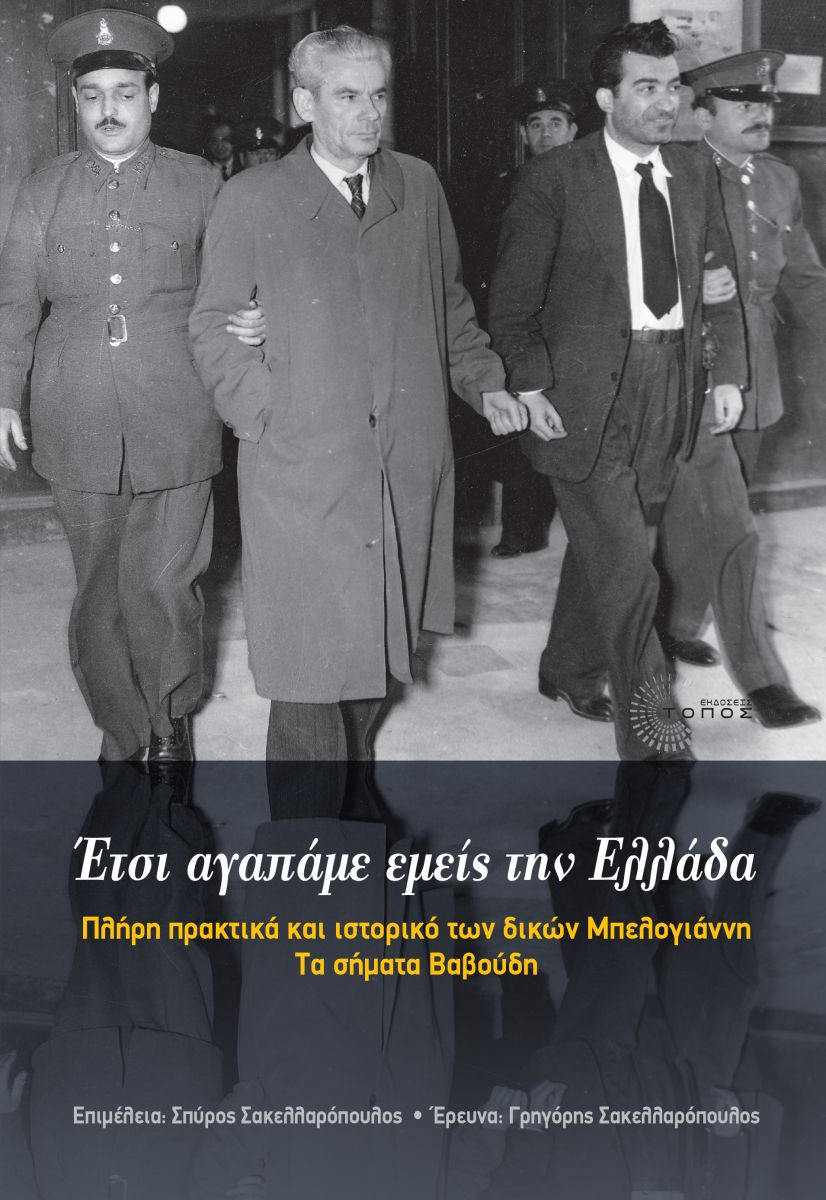 ΕΚΔΟΣΕΙΣ
ΤΟΠΟΣ
Έτσι αγαπάμε εμείς την Ελλάδα
Πλήρη πρακτικά και ιστορικό των δικών Μπελογιάννη
Τα σήματα Βαβούδη
Επιμέλεια: Σπύρος Σακελλαρόπουλος • Έρευνα: Γρηγόρης Σακελλαρόπουλος